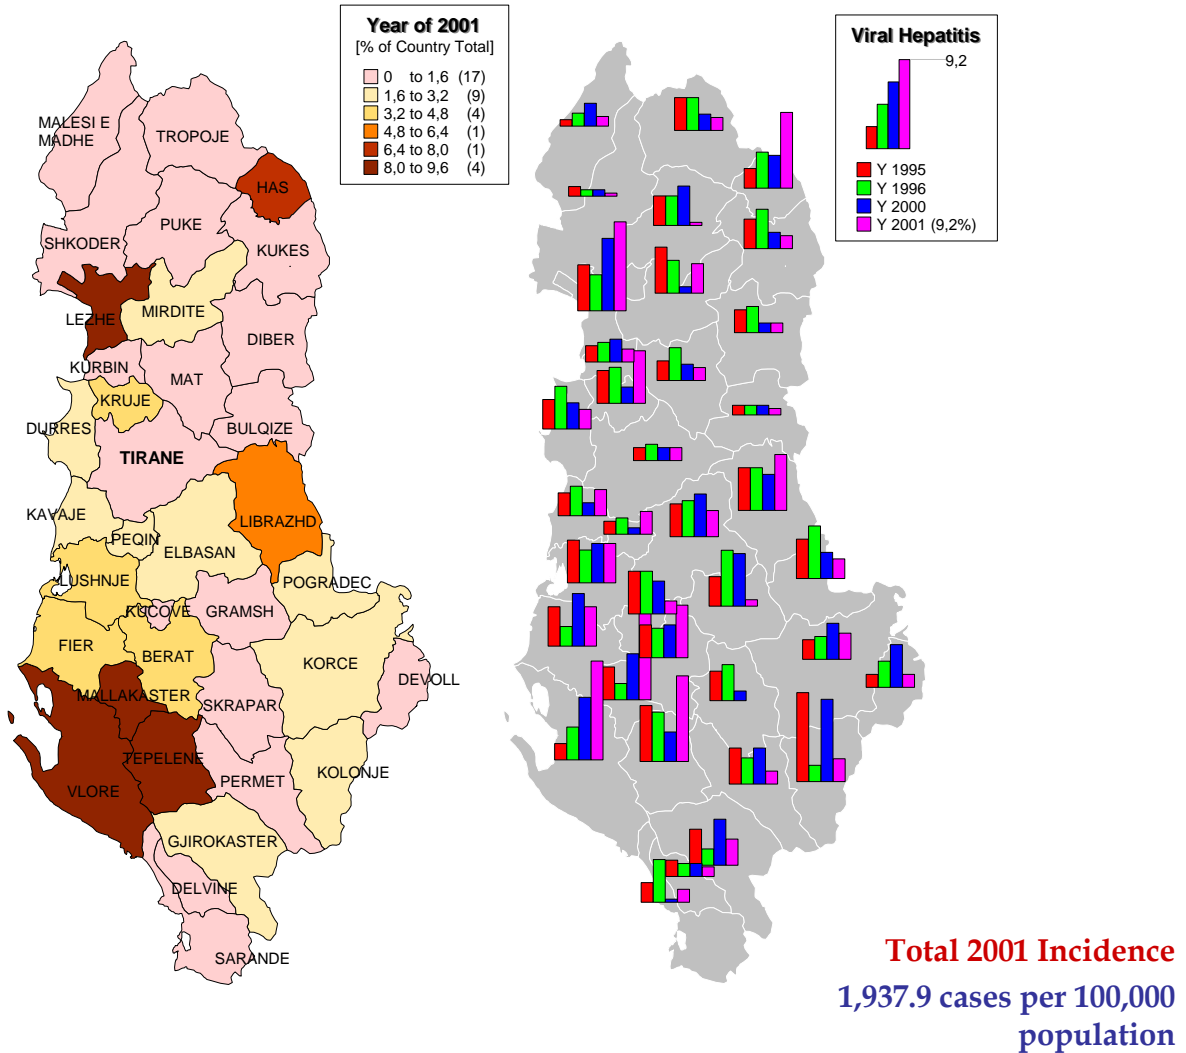 Year of 2001
[% of Country Total]
0 to 1,6 (17)
1,6 to 3,2 (9)
3,2 to 4,8 (4)
4,8 to 6,4 (1)
6,4 to 8,0 (1)
8,0 to 9,6 (4)
Viral Hepatitis
9,2
Y 1995
Y 1996
Y 2000
Y 2001 (9,2%)
MALESI E
MADHE
TROPOJE
HAS
PUKE
SHKODER
KUKES
LEZHE
MIRDITE
DIBER
KURBIN
MAT
KRUJE
DURRES
BULQIZE
TIRANE
KAVAJE
LIBRAZHD
PEQIN
ELBASAN
LUSHNJE
POGRADEC
KUCOVE
GRAMSH
FIER
BERAT
KORCE
DEVOLL
MALLAKASTER
SKRAPAR
TEPELENE
KOLONJE
PERMET
VLORE
GJIROKASTER
DELVINE
SARANDE
Total 2001 Incidence
1,937.9 cases per 100,000
population